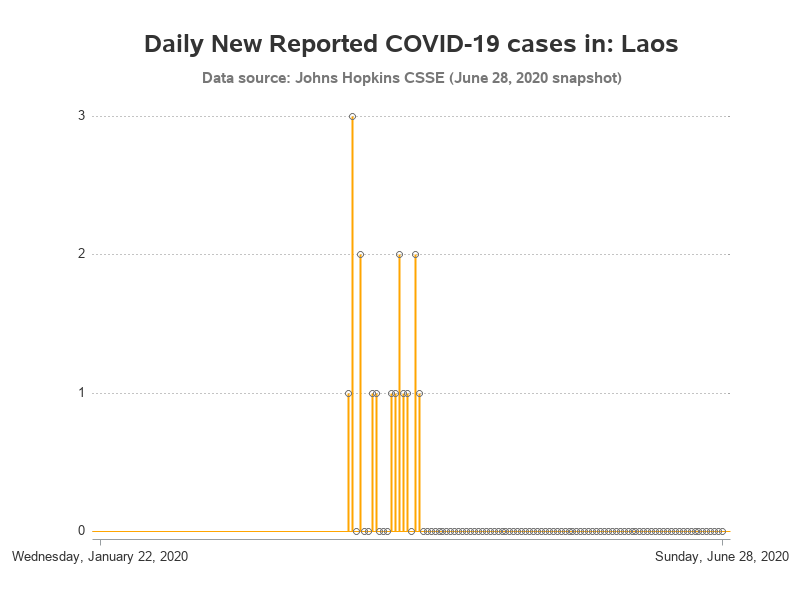 Daily New Reported COVID-19 cases in: Laos
Data source: Johns Hopkins CSSE (June 28, 2020 snapshot)
3
2
1
0
Wednesday, January 22, 2020 Sunday, June 28, 2020